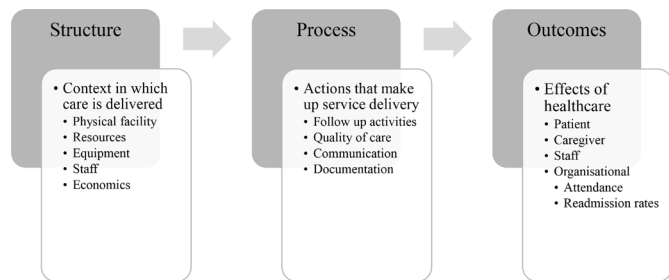 Structure
• Context in which
care is delivered
• Physical facility
• Resources
• Equipment
• Staff
• Economics
Process
• Actions that make
up service delivery
• Follow up activities
• Quality of care
• Communication
• Documentation
Outcomes
• Effects of
healthcare
• Patient
• Caregiver
• Staff
• Organisational
• Attendance
• Readmission rates